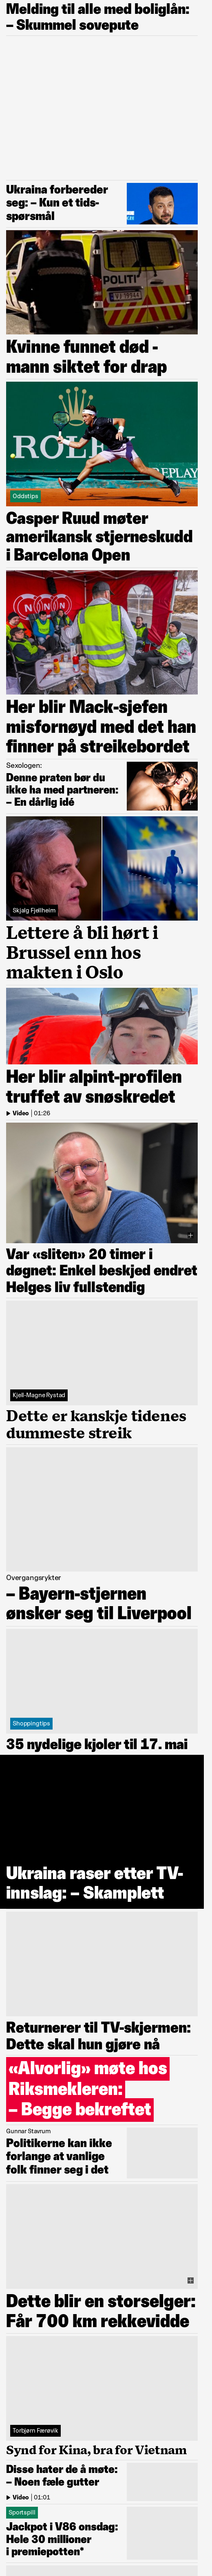 Melding til alle med boliglån:
– Skummel sovepute
Ukraina forbereder
seg: – Kun et tids-
spørsmål
Kvinne funnet død -
mann siktet for drap
ROLEX
REPLAY
Oddstips
Casper Ruud møter
amerikansk stjerneskudd
i Barcelona Open
Her blir Mack-sjefen
misfornøyd med det han
finner på streikebordet
Sexologen:
Denne praten bør du
ikke ha med partneren:
– En dårlig idé
Skjalg Fjellheim
Lettere å bli hørt i
Brussel enn hos
makten i Oslo
Her blir alpint-profilen
truffet av snøskredet
Video | 01:26
Var «sliten» 20 timer i
døgnet: Enkel beskjed endret
Helges liv fullstendig
Kjell-Magne Rystad
Dette er kanskje tidenes
dummeste streik
Overgangsrykter
– Bayern-stjernen
ønsker seg til Liverpool
Shoppingtips
35 nydelige kjoler til 17. mai
Ukraina raser etter TV-
innslag: – Skamplett
Returnerer til TV-skjermen:
Dette skal hun gjøre nå
«Alvorlig» møte hos
Riksmekleren:
– Begge bekreftet
Gunnar Stavrum
Politikerne kan ikke
forlange at vanlige
folk finner seg i det
Dette blir en storselger:
Får 700 km rekkevidde
Torbjørn Færøvik
Synd for Kina, bra for Vietnam
Disse hater de å møte:
– Noen fæle gutter
Video | 01:01
Sportspill
Jackpot i V86 onsdag:
Hele 30 millioner
i premiepotten*